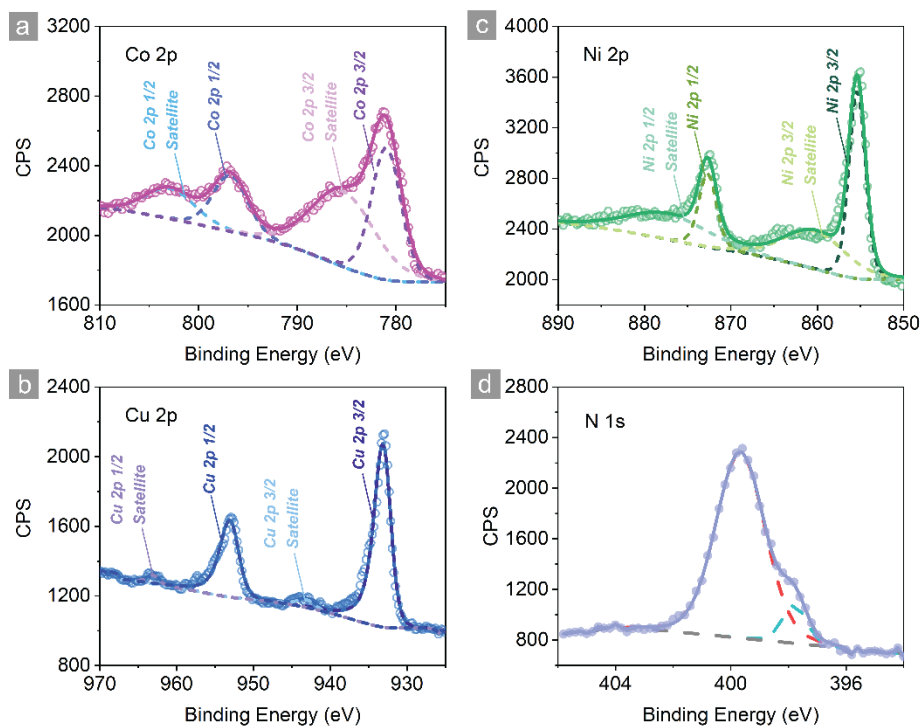 a
Co 2p
CPS
3200
2800
2400
2000
1600
Co 2p 1/2
Satellite
Co 2p 1/2
Co 2p 3/2
Satellite
Co 2p 3/2
810
800
790
780
Binding Energy (eV)
c
Ni 2p
CPS
4000
3600
3200
2800
2400
2000
Ni 2p 1/2
Satellite
Ni 2p 1/2
Ni 2p 3/2
Satellite
Ni 2p 3/2
890
880
870
860
850
Binding Energy (eV)
b
Cu 2p
CPS
2400
2000
1600
1200
800
Cu 2p 1/2
Satellite
Cu 2p 1/2
Cu 2p 3/2
Satellite
Cu 2p 3/2
970
960
950
940
930
Binding Energy (eV)
d
N 1s
CPS
2800
2400
2000
1600
1200
800
404
400
396
Binding Energy (eV)